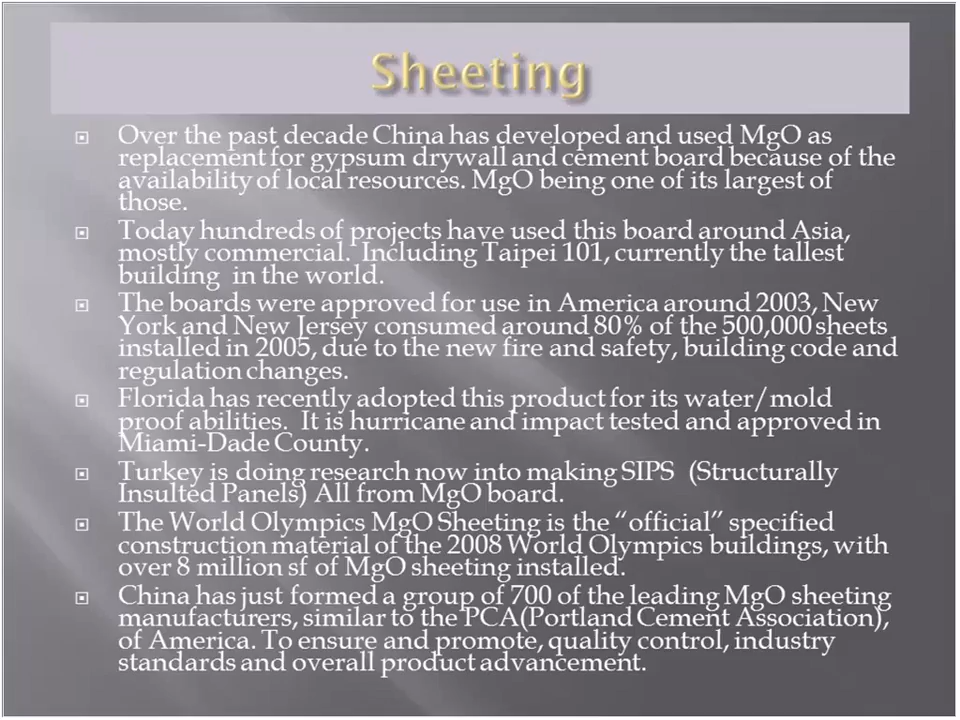 Sheeting
Over the past decade China has developed and used MgO as
replacement for gypsum drywall and cement board because of the
availability of local resources. MgO being one of its largest of
those.
Today hundreds of projects have used this board around Asia,
mostly commercial.  Including Taipei 101, currently the tallest
building  in the world.
The boards were approved for use in America around 2003, New
York and New Jersey consumed around 80% of the 500,000 sheets
installed in 2005, due to the new fire and safety, building code and
regulation changes.
Florida has recently adopted this product for its water/mold
proof abilities.  It is hurricane and impact tested and approved in
Miami-Dade County.
Turkey is doing research now into making SIPS  (Structurally
Insulted Panels) All from MgO board.
The World Olympics MgO Sheeting is the “official” specified
construction material of the 2008 World Olympics buildings, with
over 8 million sf of MgO sheeting installed.
China has just formed a group of 700 of the leading MgO sheeting
manufacturers, similar to the PCA(Portland Cement Association),
of America. To ensure and promote, quality control, industry
standards and overall product advancement.